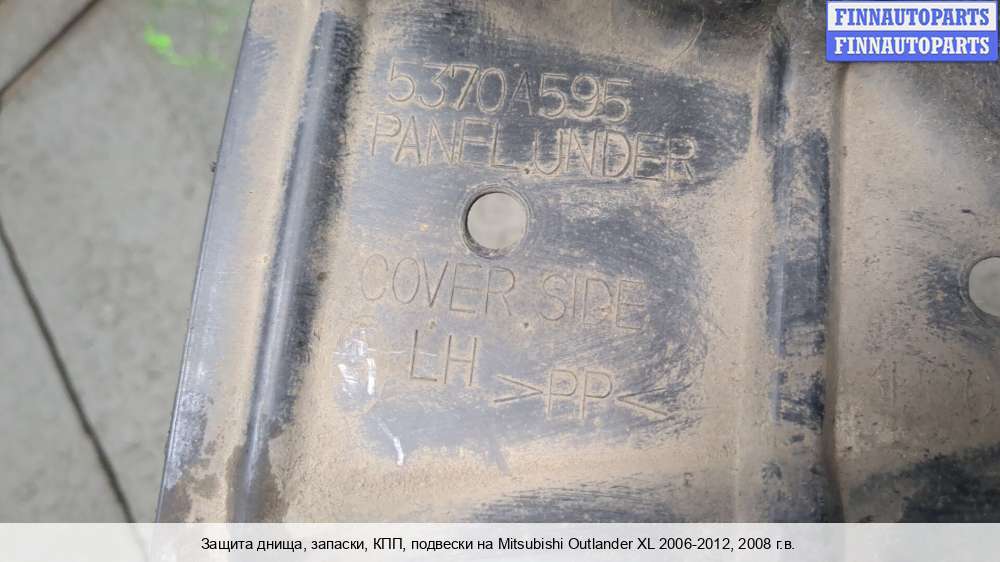 FINNAUTOPARTS
FINNAUTOPARTS
5370A595
PANEL,UNDER
COVER, SIDE
LH >PP<
Защита днища, запаски, КПП, подвески на Mitsubishi Outlander XL 2006-2012, 2008 г.в.